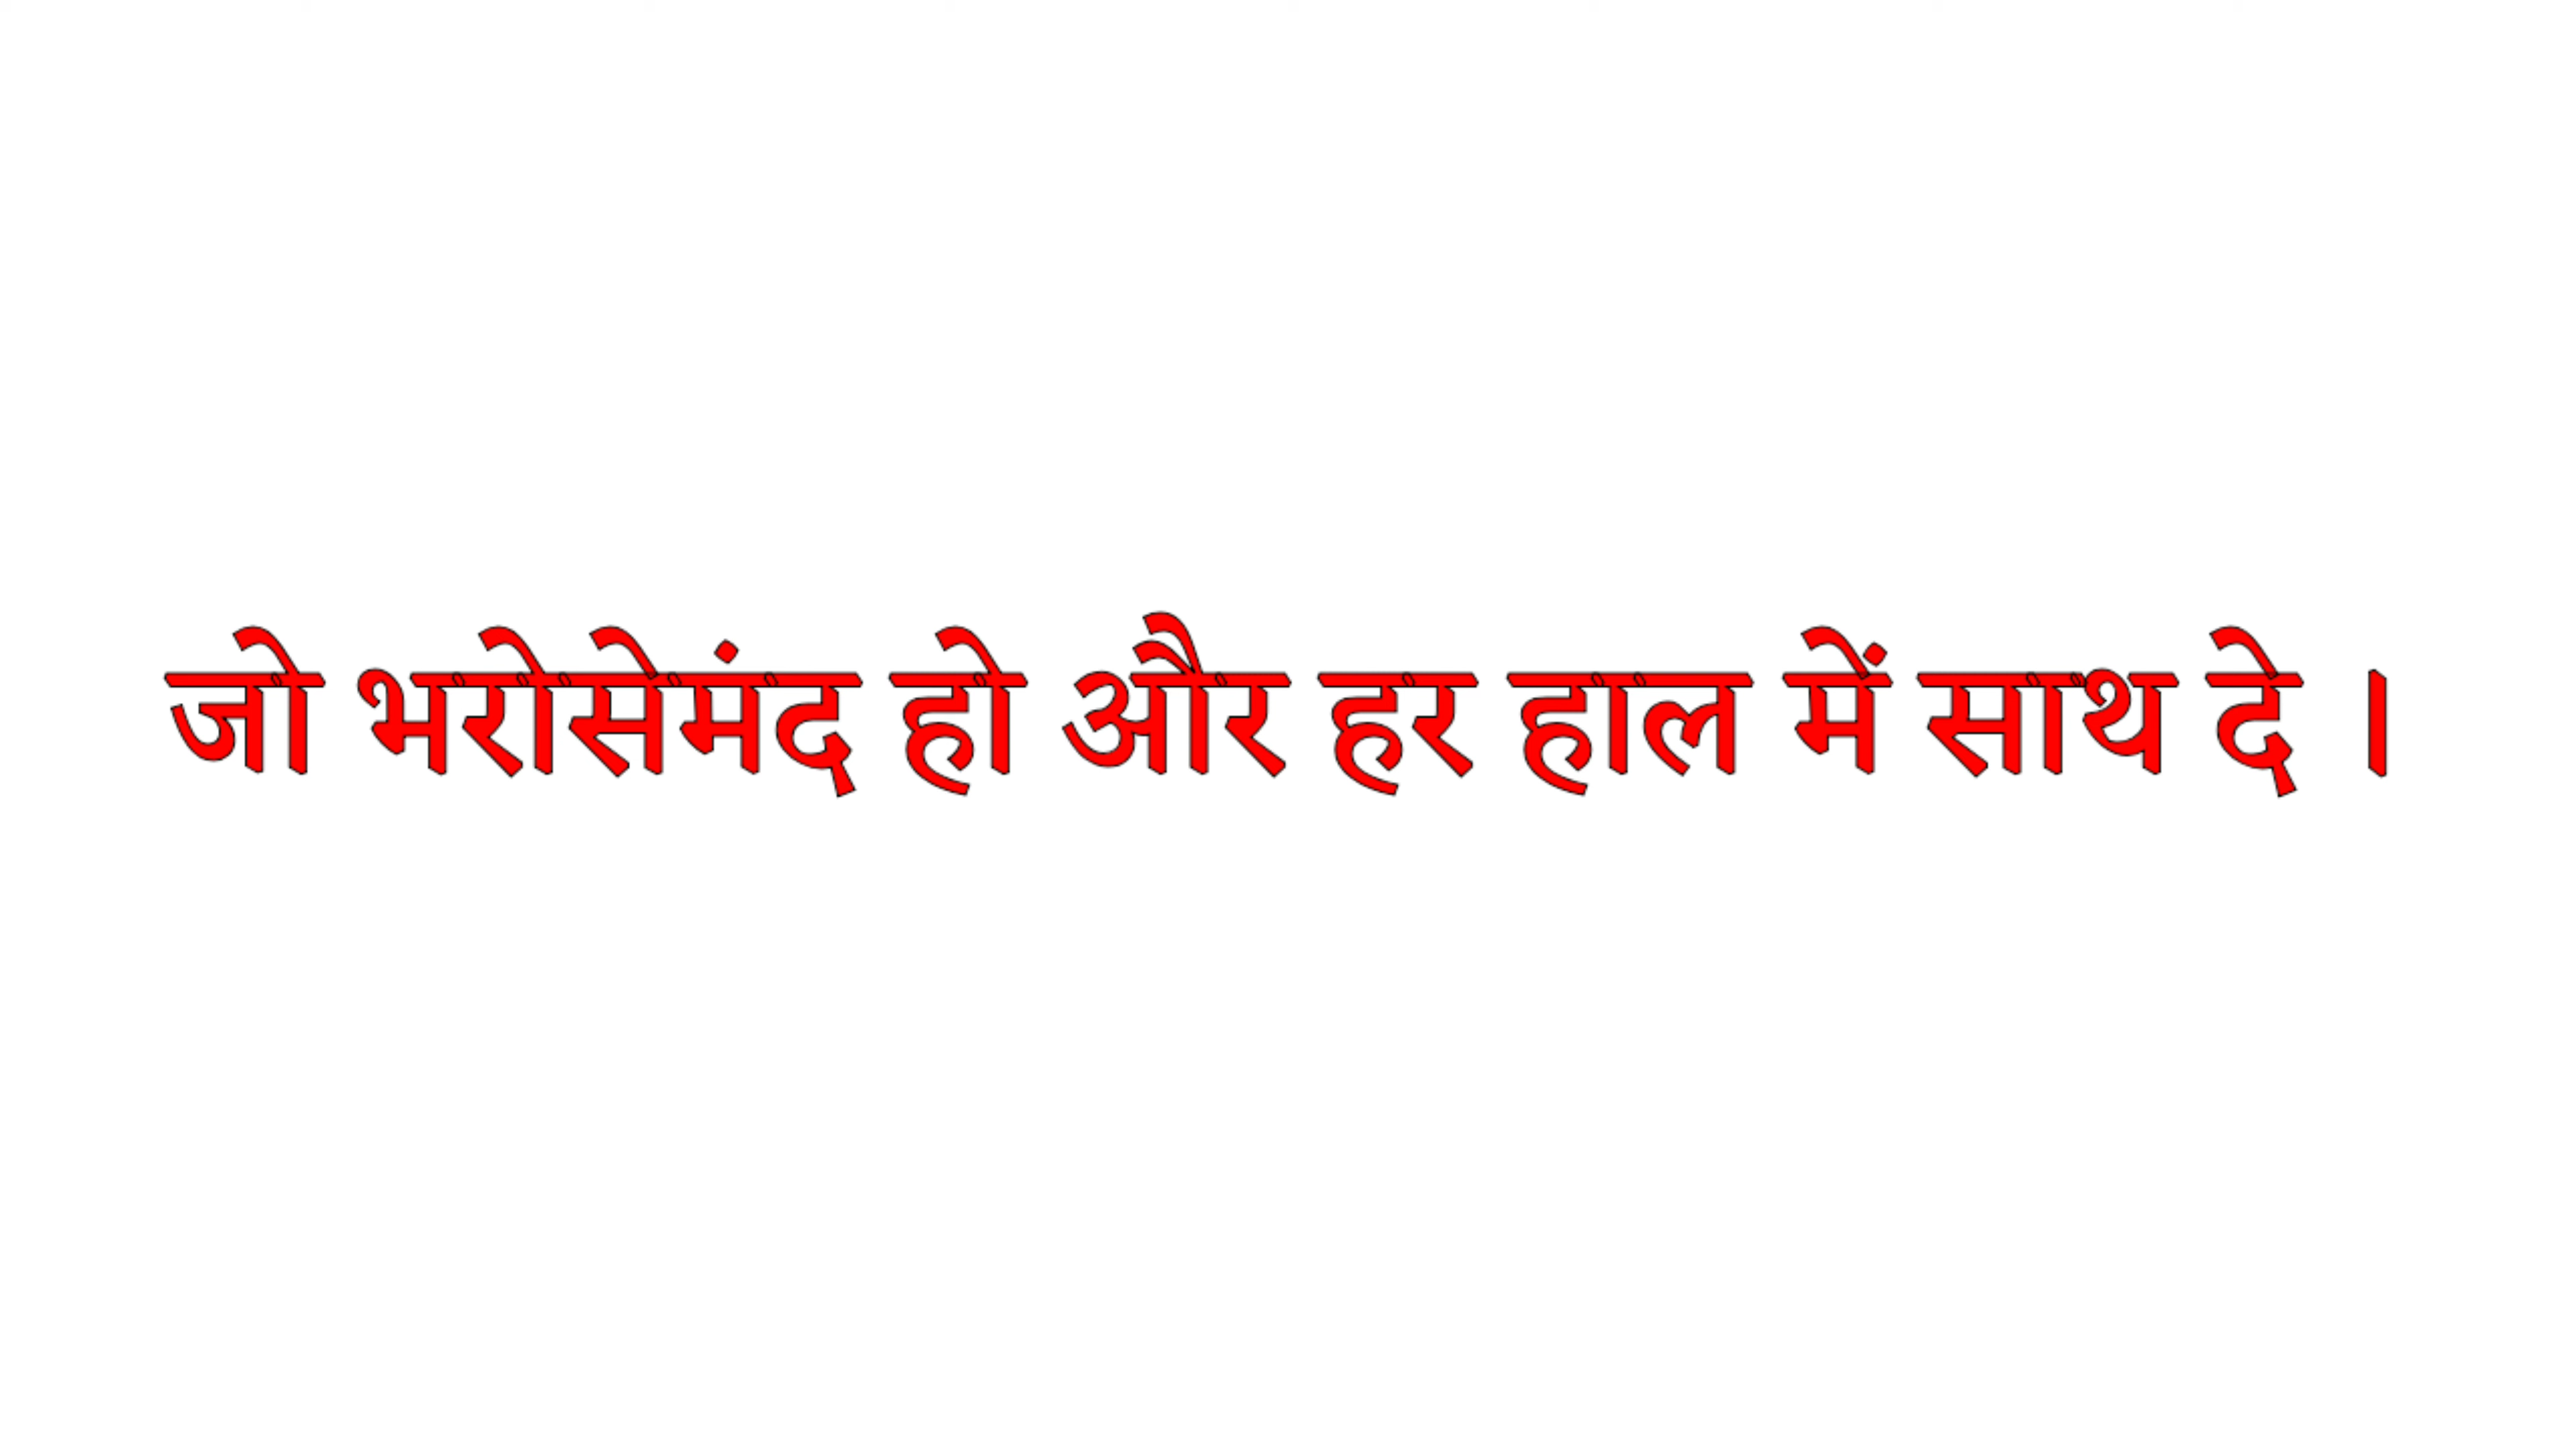 जो भरोसेमंद हो और हर हाल में साथ दे ।